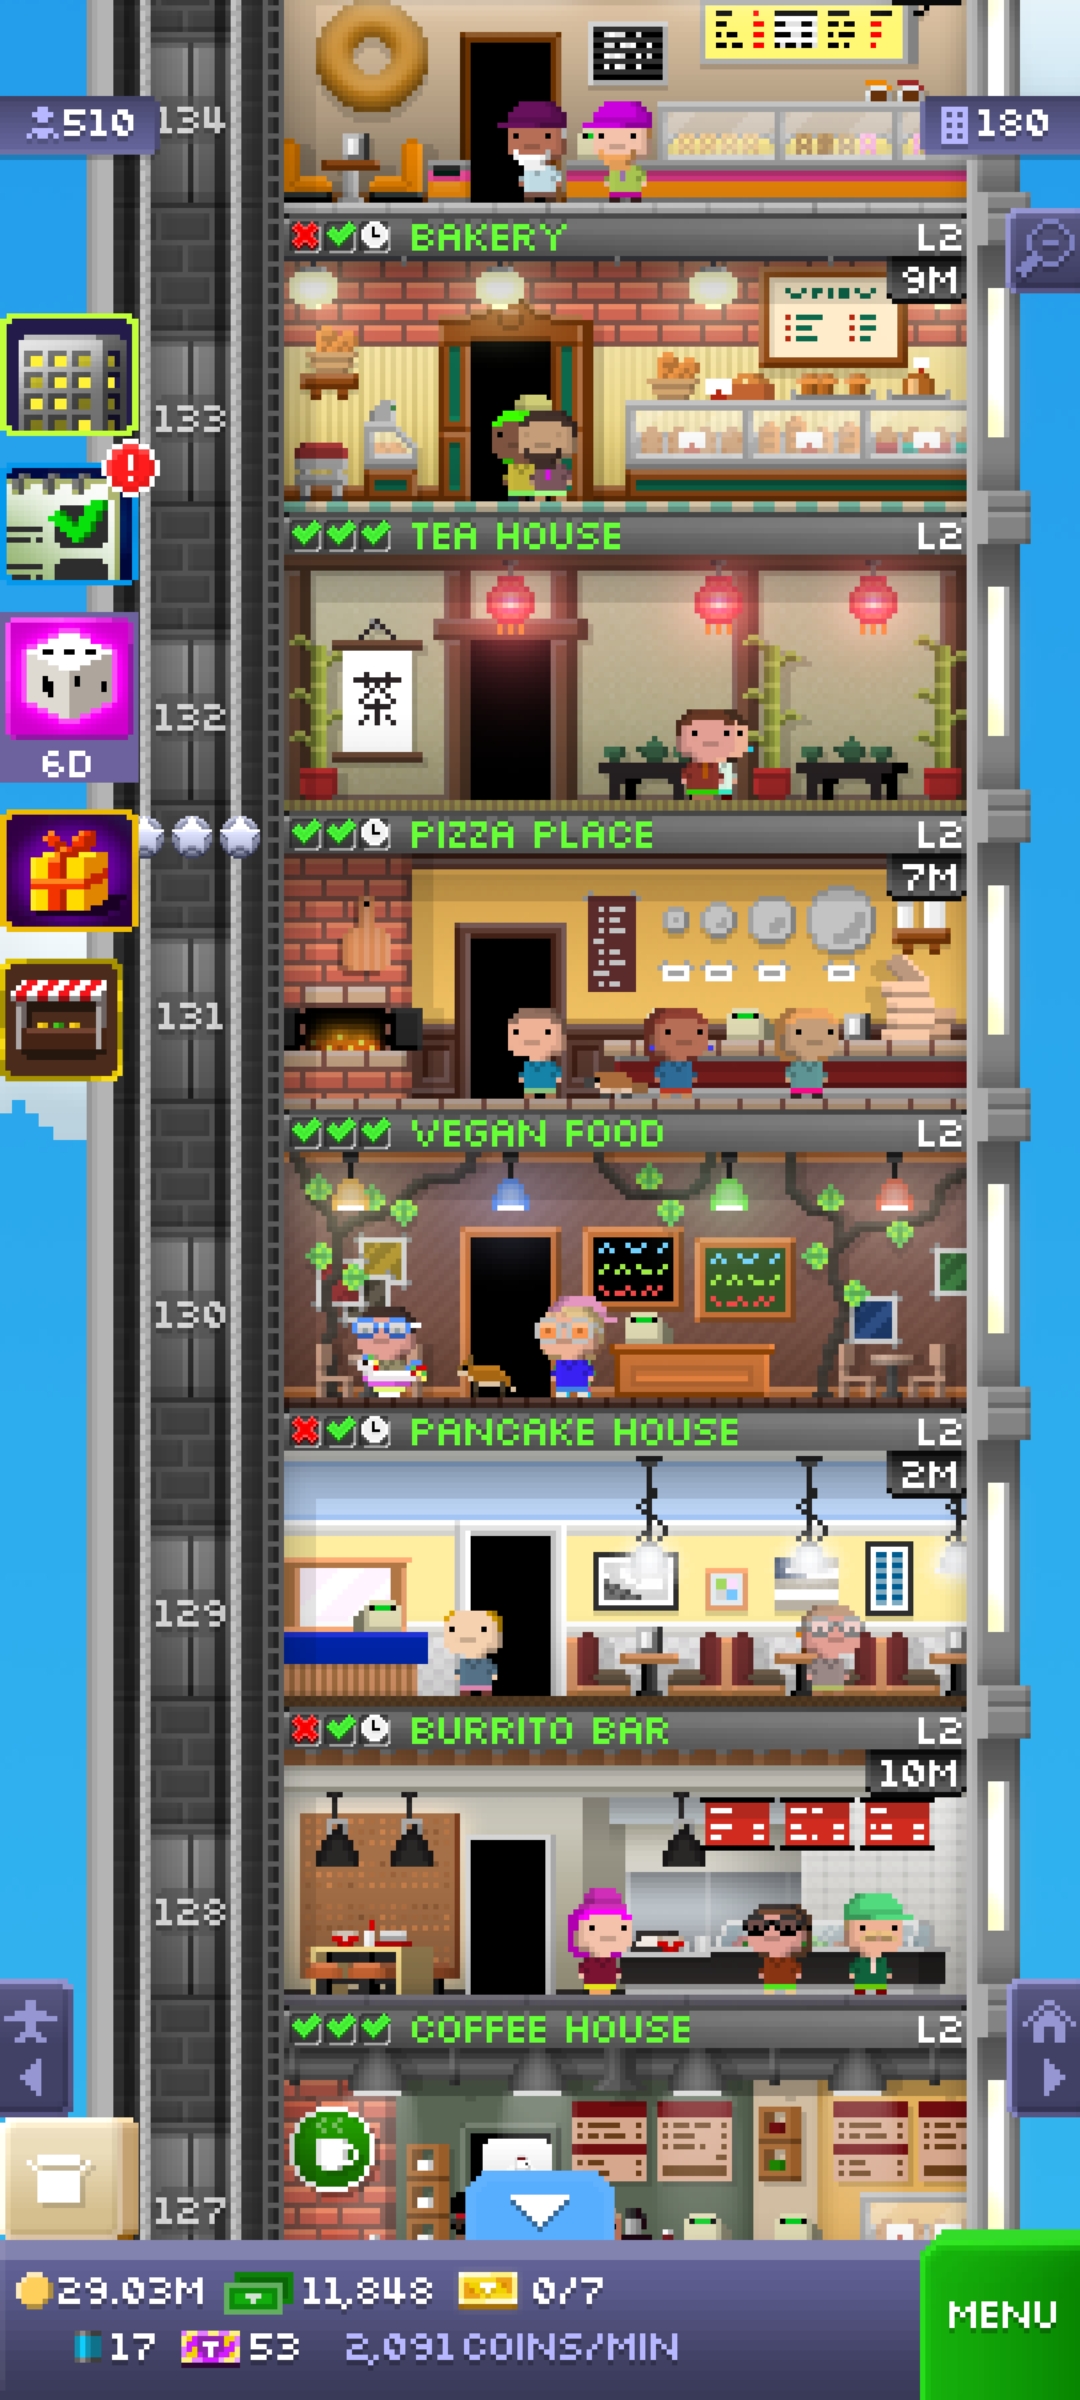 134
510
180
BAKERY L2
9M
133
TEA HOUSE L2
茶
132
6D
PIZZA PLACE L2
7M
131
VEGAN FOOD L2
130
PANCAKE HOUSE L2
2M
129
BURRITO BAR L2
10M
128
COFFEE HOUSE L2
127
29.03M 11,848 0/7
17 T 53 2,091 COINS/MIN
MENU